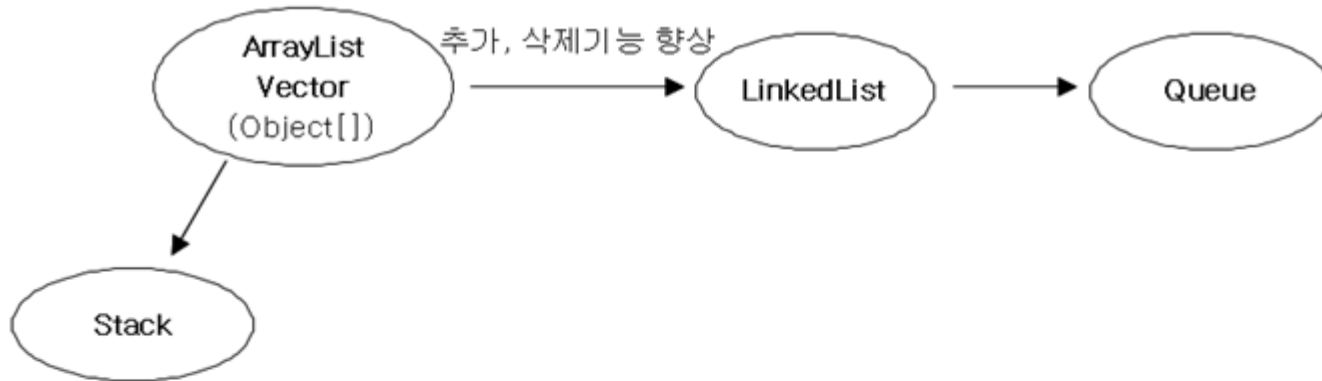 ArrayList
Vector
(Object[])
추가, 삭제기능 향상
LinkedList
Queue
Stack